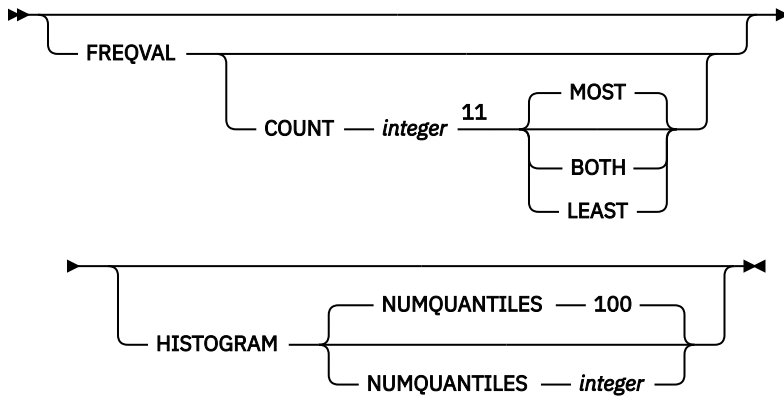 FREQVAL
COUNT integer 11
MOST
BOTH
LEAST
HISTOGRAM
NUMQUANTILES 100
NUMQUANTILES integer